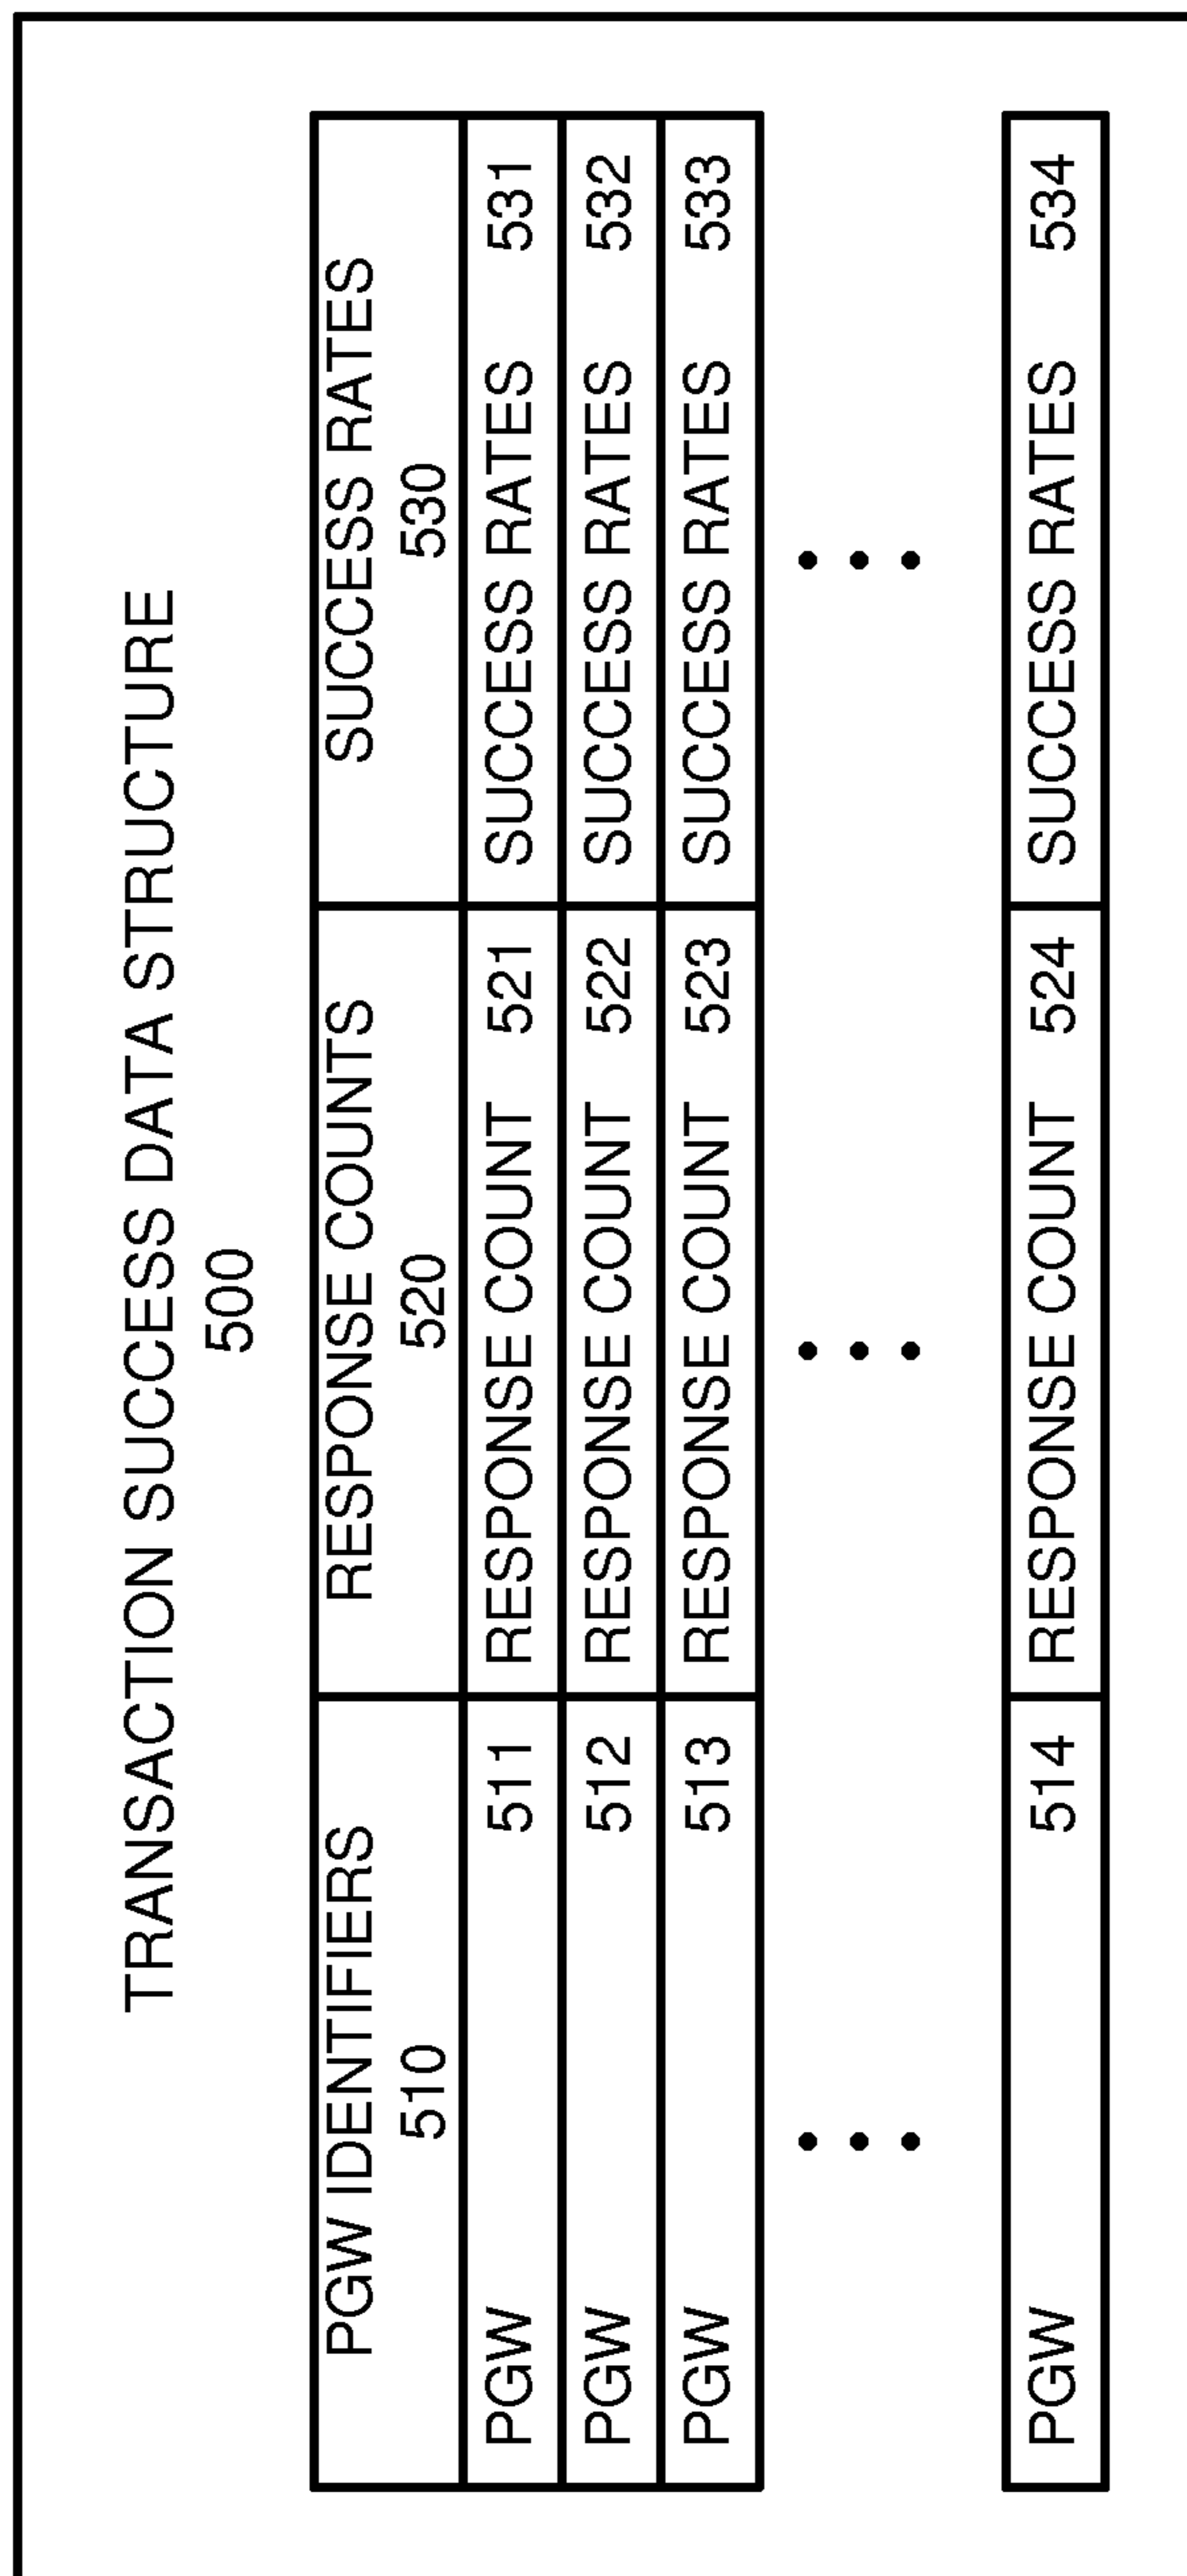 TRANSACTION SUCCESS DATA STRUCTURE
500
PGW IDENTIFIERS
510
RESPONSE COUNTS
520
SUCCESS RATES
530
PGW 511 RESPONSE COUNT 521 SUCCESS RATES 531
PGW 512 RESPONSE COUNT 522 SUCCESS RATES 532
PGW 513 RESPONSE COUNT 523 SUCCESS RATES 533
PGW 514 RESPONSE COUNT 524 SUCCESS RATES 534